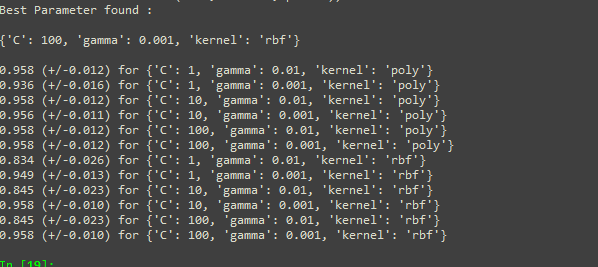 Best Parameter found :
{'C': 100, 'gamma': 0.001, 'kernel': 'rbf'}
0.958 (+/-0.012) for {'C': 1, 'gamma': 0.01, 'kernel': 'poly'}
0.936 (+/-0.016) for {'C': 1, 'gamma': 0.001, 'kernel': 'poly'}
0.958 (+/-0.012) for {'C': 10, 'gamma': 0.01, 'kernel': 'poly'}
0.956 (+/-0.011) for {'C': 10, 'gamma': 0.001, 'kernel': 'poly'}
0.958 (+/-0.012) for {'C': 100, 'gamma': 0.01, 'kernel': 'poly'}
0.958 (+/-0.012) for {'C': 100, 'gamma': 0.001, 'kernel': 'poly'}
0.834 (+/-0.026) for {'C': 1, 'gamma': 0.01, 'kernel': 'rbf'}
0.949 (+/-0.013) for {'C': 1, 'gamma': 0.001, 'kernel': 'rbf'}
0.845 (+/-0.023) for {'C': 10, 'gamma': 0.01, 'kernel': 'rbf'}
0.958 (+/-0.010) for {'C': 10, 'gamma': 0.001, 'kernel': 'rbf'}
0.845 (+/-0.023) for {'C': 100, 'gamma': 0.01, 'kernel': 'rbf'}
0.958 (+/-0.010) for {'C': 100, 'gamma': 0.001, 'kernel': 'rbf'}
In [19]: